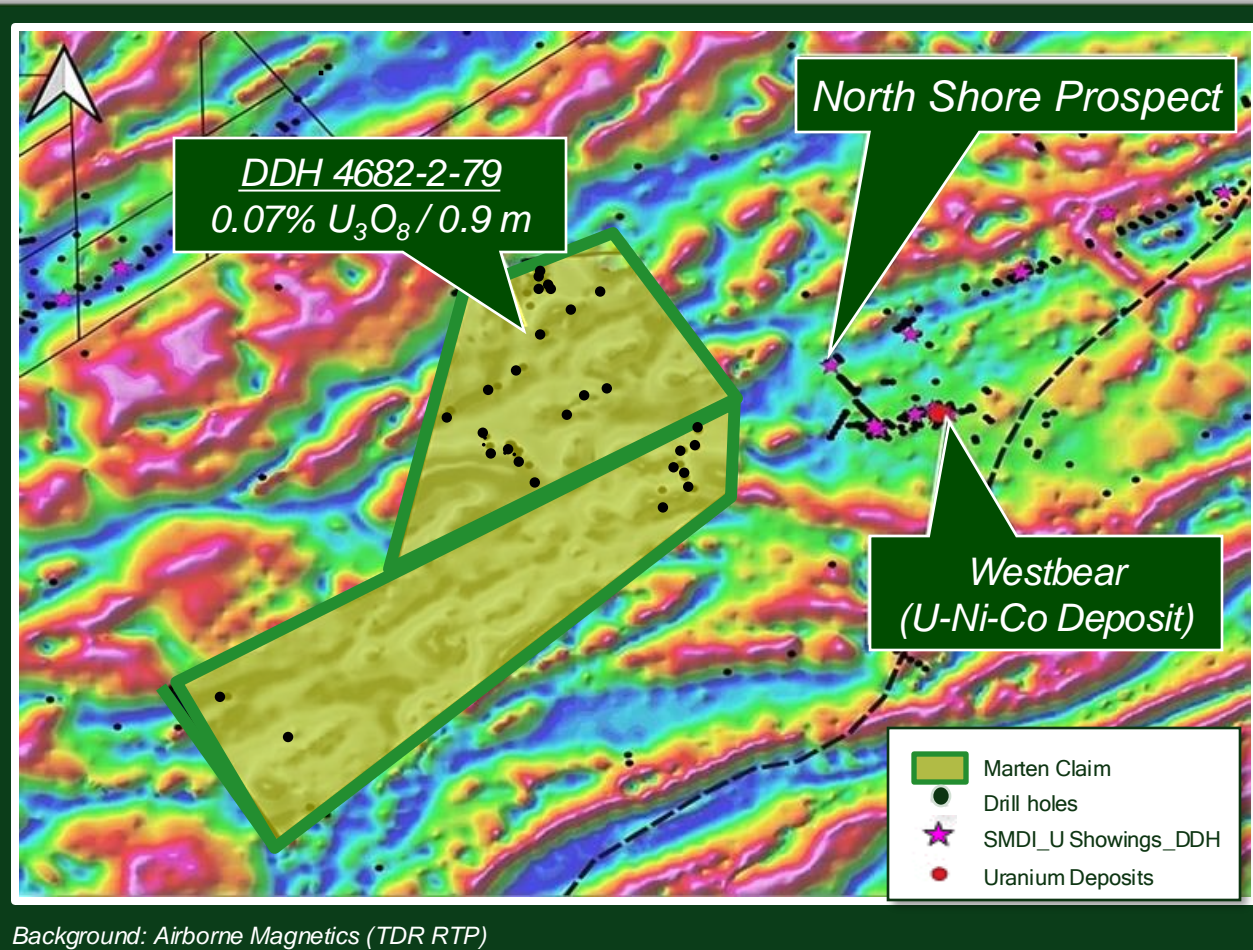 North Shore Prospect
DDH 4682-2-79
0.07% U₃O₈ / 0.9 m
Westbear
(U-Ni-Co Deposit)
Marten Claim
Drill holes
SMDI_U Showings_DDH
Uranium Deposits
Background: Airborne Magnetics (TDR RTP)